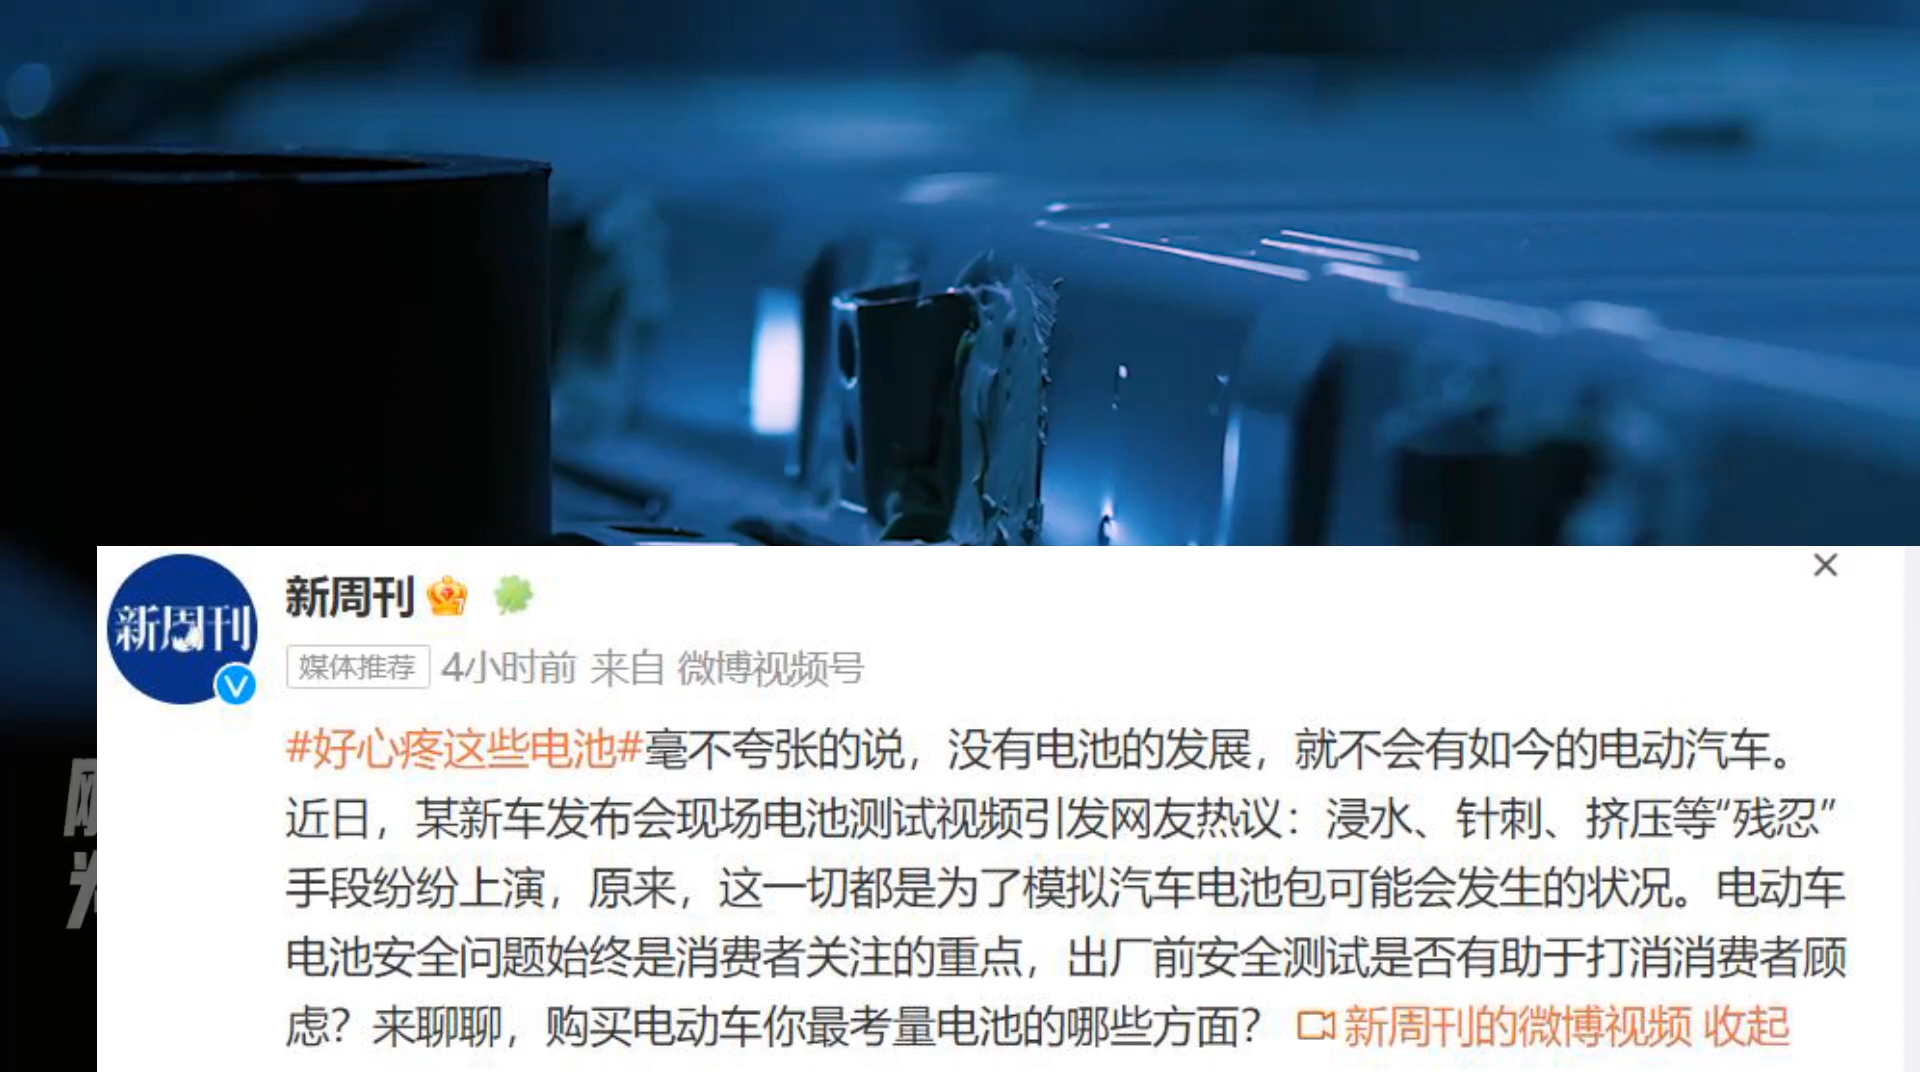 新周刊
新周刊
媒体推荐 4小时前 来自 微博视频号
#好心疼这些电池#毫不夸张的说，没有电池的发展，就不会有如今的电动汽车。
近日，某新车发布会现场电池测试视频引发网友热议：浸水、针刺、挤压等“残忍”
手段纷纷上演，原来，这一切都是为了模拟汽车电池包可能会发生的状况。电动车
电池安全问题始终是消费者关注的重点，出厂前安全测试是否有助于打消消费者顾
虑？来聊聊，购买电动车你最考量电池的哪些方面？ 新周刊的微博视频 收起